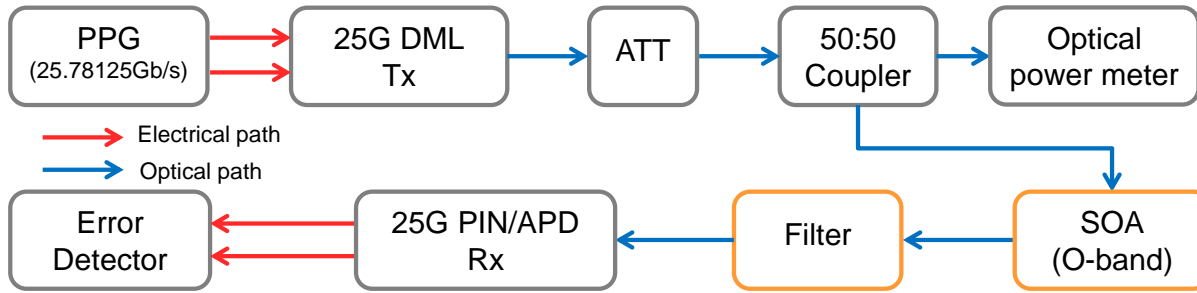 PPG
(25.78125Gb/s)
25G DML
Tx
ATT
50:50
Coupler
Optical
power meter
Electrical path
Optical path
Error
Detector
25G PIN/APD
Rx
Filter
SOA
(O-band)